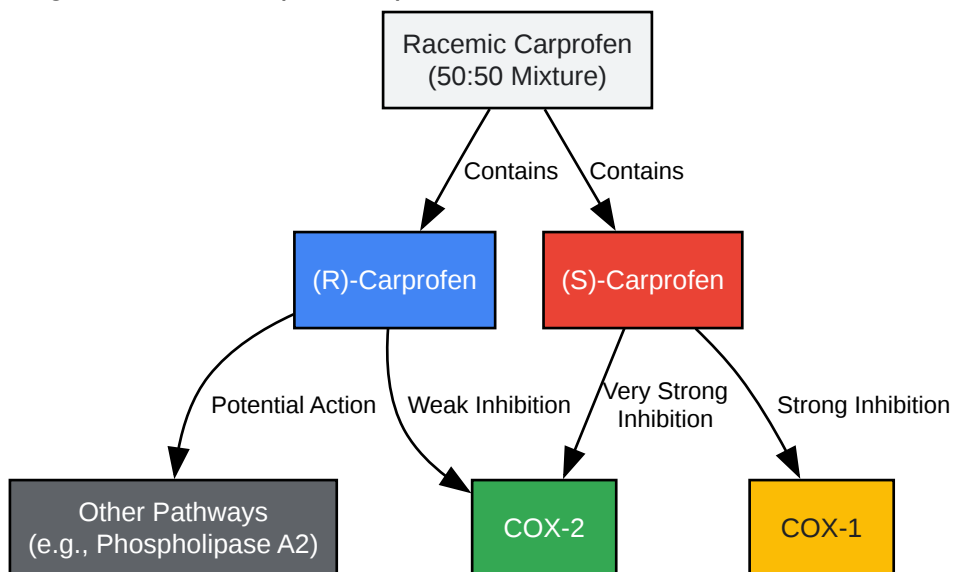 Racemic Carprofen
(50:50 Mixture)
Contains
Contains
(R)-Carprofen
(S)-Carprofen
Potential Action
Weak Inhibition
Very Strong
Inhibition
Strong Inhibition
Other Pathways
(e.g., Phospholipase A2)
COX-2
COX-1